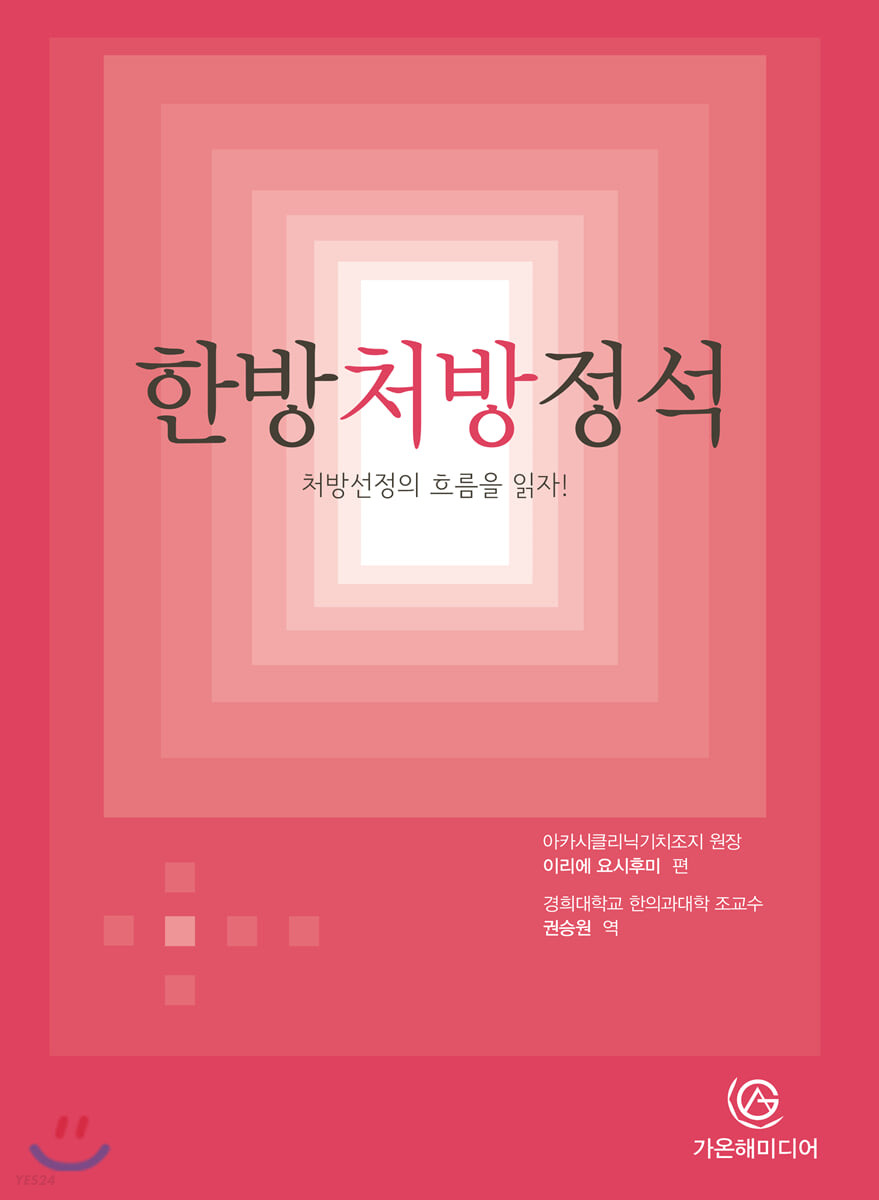 한방처방정석
처방선정의 흐름을 읽자!
아카시클리닉기치조지 원장
이리에 요시후미 편
경희대학교 한의과대학 조교수
권승원 역
가온해미디어
YES24